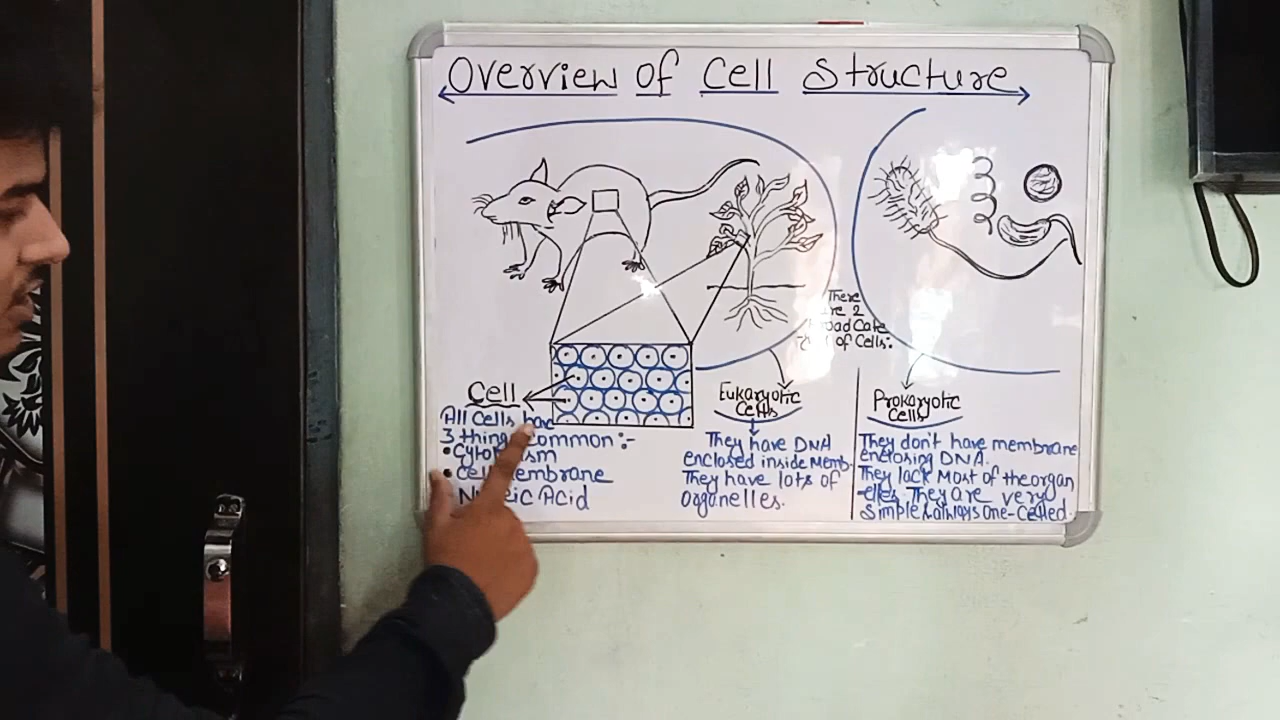 Overview of Cell Structure
There
2
of Cells:
Cell
All Cells have
3 things Common :-
• Cytoplasm
• Cell Membrane
Acid
Eukaryotic
Cells
They have DNA
enclosed inside Memb.
They have lots of
Organelles.
Prokaryotic
Cells
They don't have membrane
enclosing DNA.
They lack Most of the organ
-elles. They are very
Simple & always One-Celled.